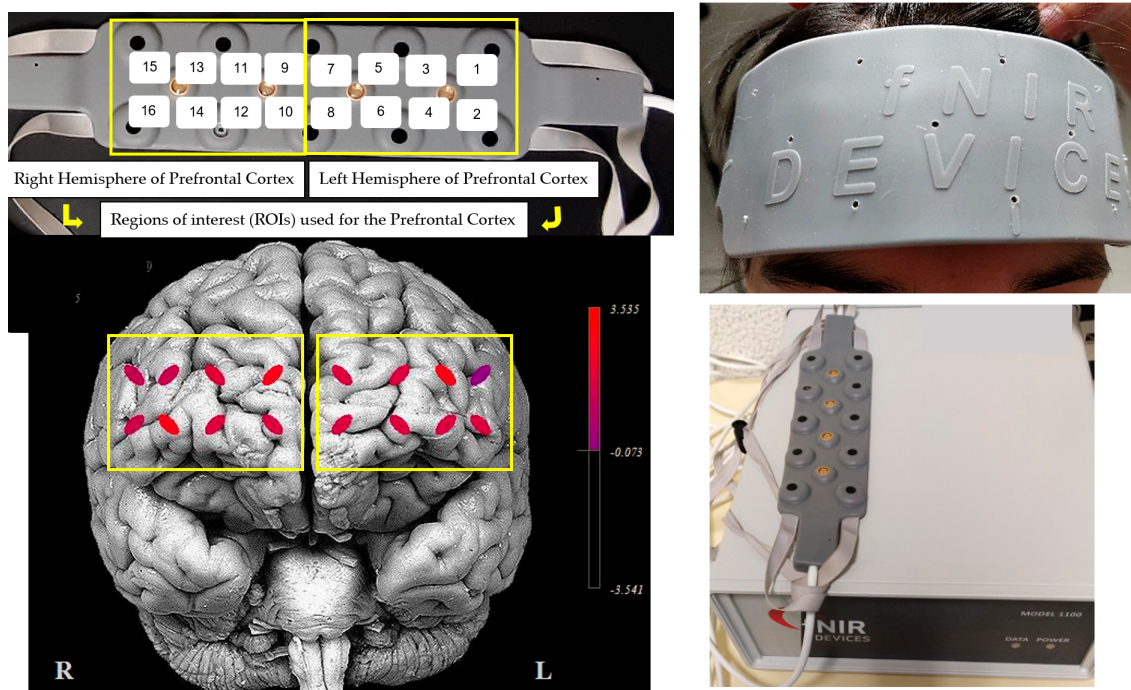 15 13 11 9 7 5 3 1
16 14 12 10 8 6 4 2
Right Hemisphere of Prefrontal Cortex
Left Hemisphere of Prefrontal Cortex
Regions of interest (ROIs) used for the Prefrontal Cortex
3.535
-0.073
-3.541
R
L
fNIR
DEVICE
MODEL 1100
fNIR
DEVICES
DATA POWER